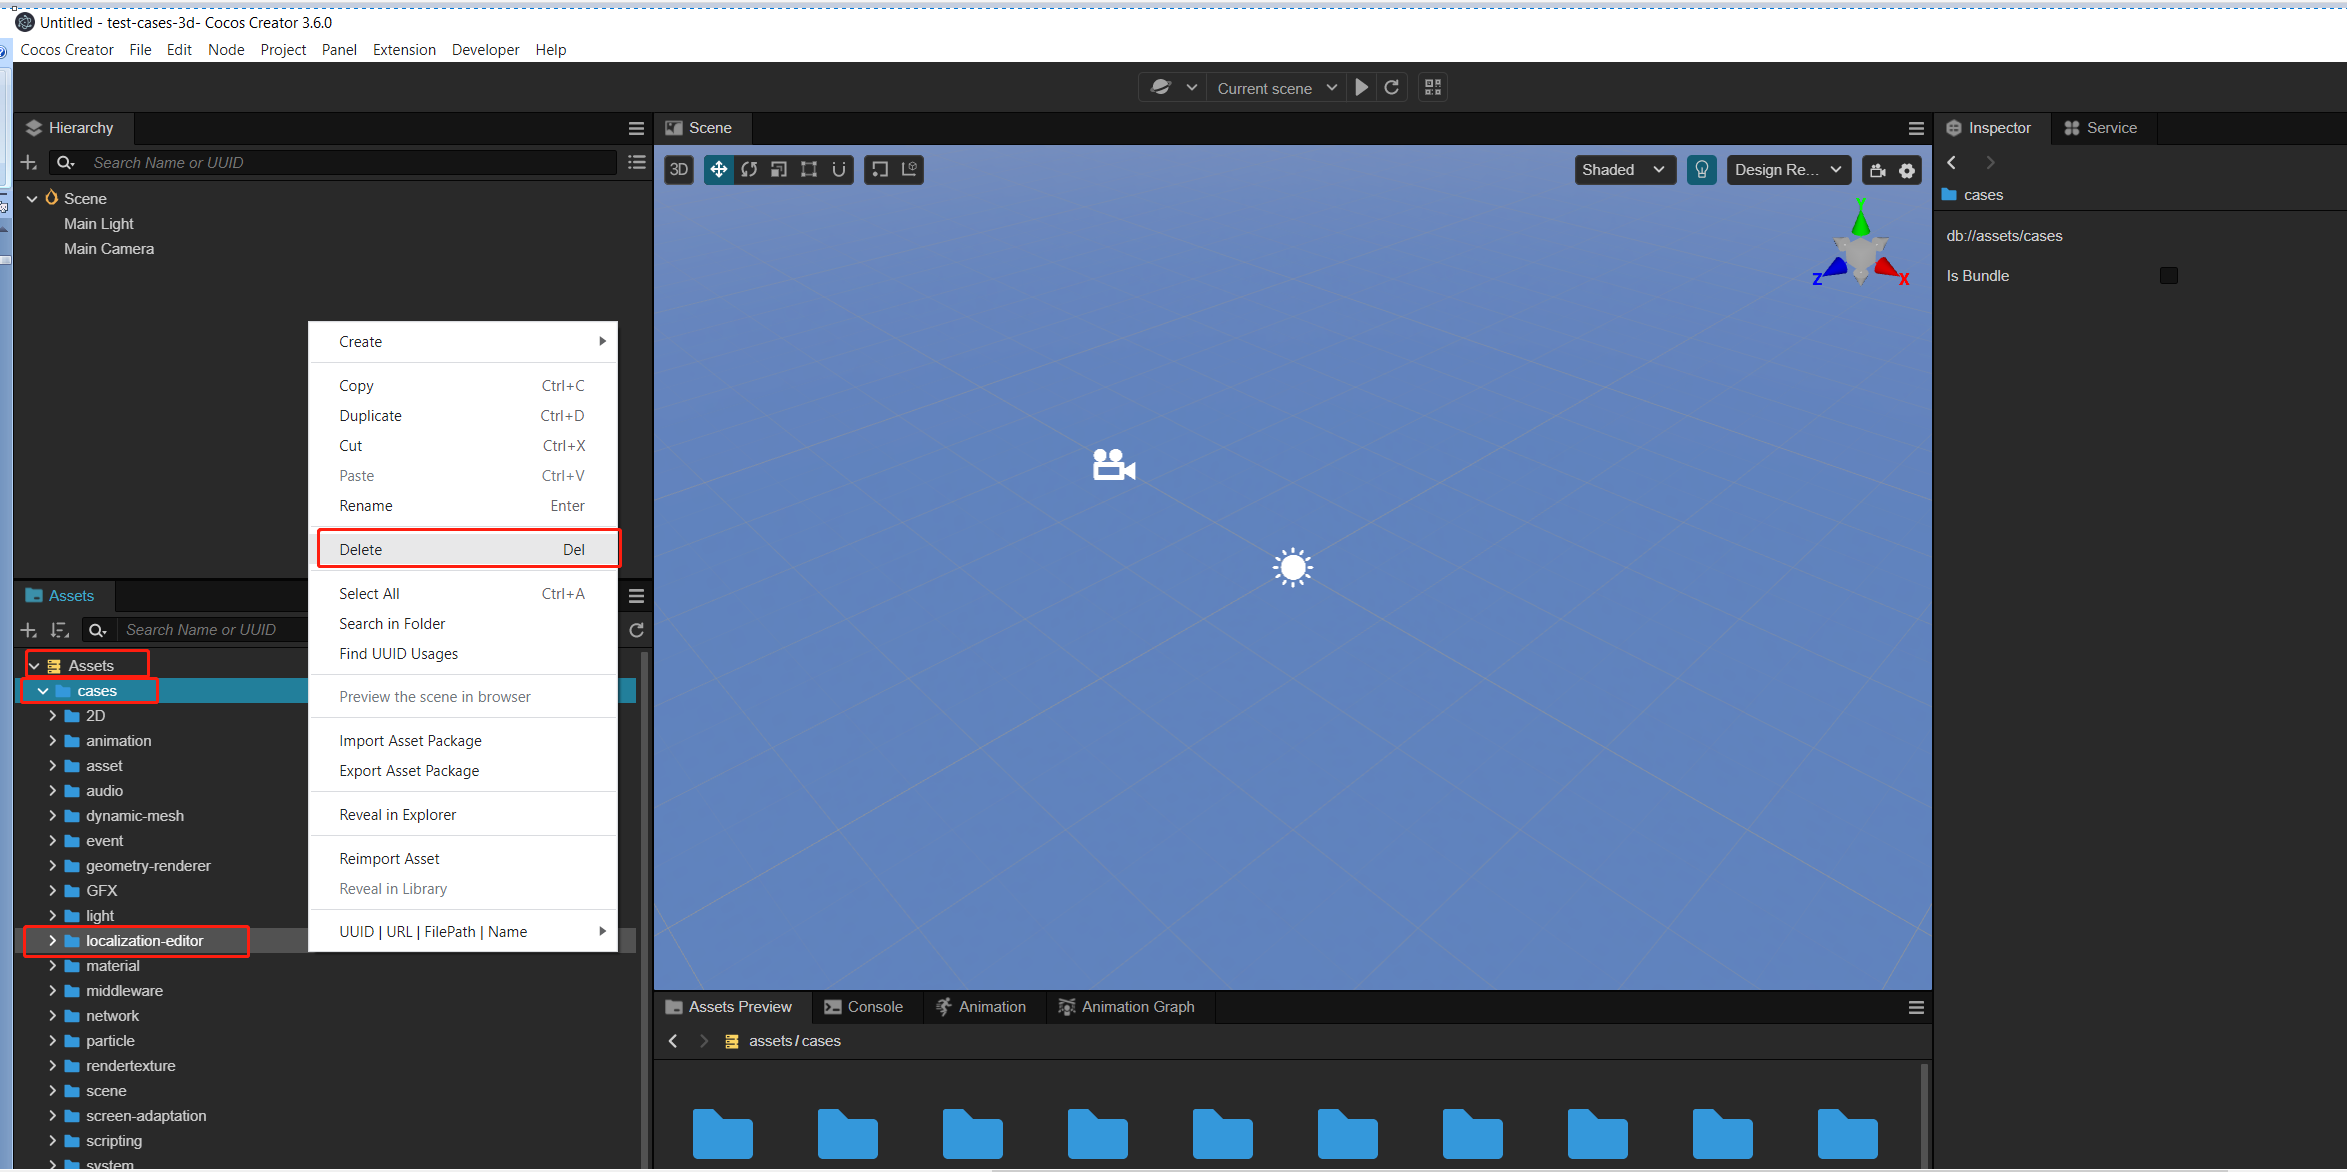 Untitled - test-cases-3d- Cocos Creator 3.6.0
Cocos Creator File Edit Node Project Panel Extension Developer Help
Current scene
Hierarchy
Search Name or UUID
Scene
Main Light
Main Camera
Create
Copy Ctrl+C
Duplicate Ctrl+D
Cut Ctrl+X
Paste Ctrl+V
Rename Enter
Delete Del
Select All Ctrl+A
Search in Folder
Find UUID Usages
Preview the scene in browser
Import Asset Package
Export Asset Package
Reveal in Explorer
Reimport Asset
Reveal in Library
UUID | URL | FilePath | Name
Assets
Search Name or UUID
Assets
cases
2D
animation
asset
audio
dynamic-mesh
event
geometry-renderer
GFX
light
localization-editor
material
middleware
network
particle
rendertexture
scene
screen-adaptation
scripting
system
Scene
3D
Shaded
Design Re...
Y
Z
X
Assets Preview Console Animation Animation Graph
assets / cases
Inspector Service
cases
db://assets/cases
Is Bundle